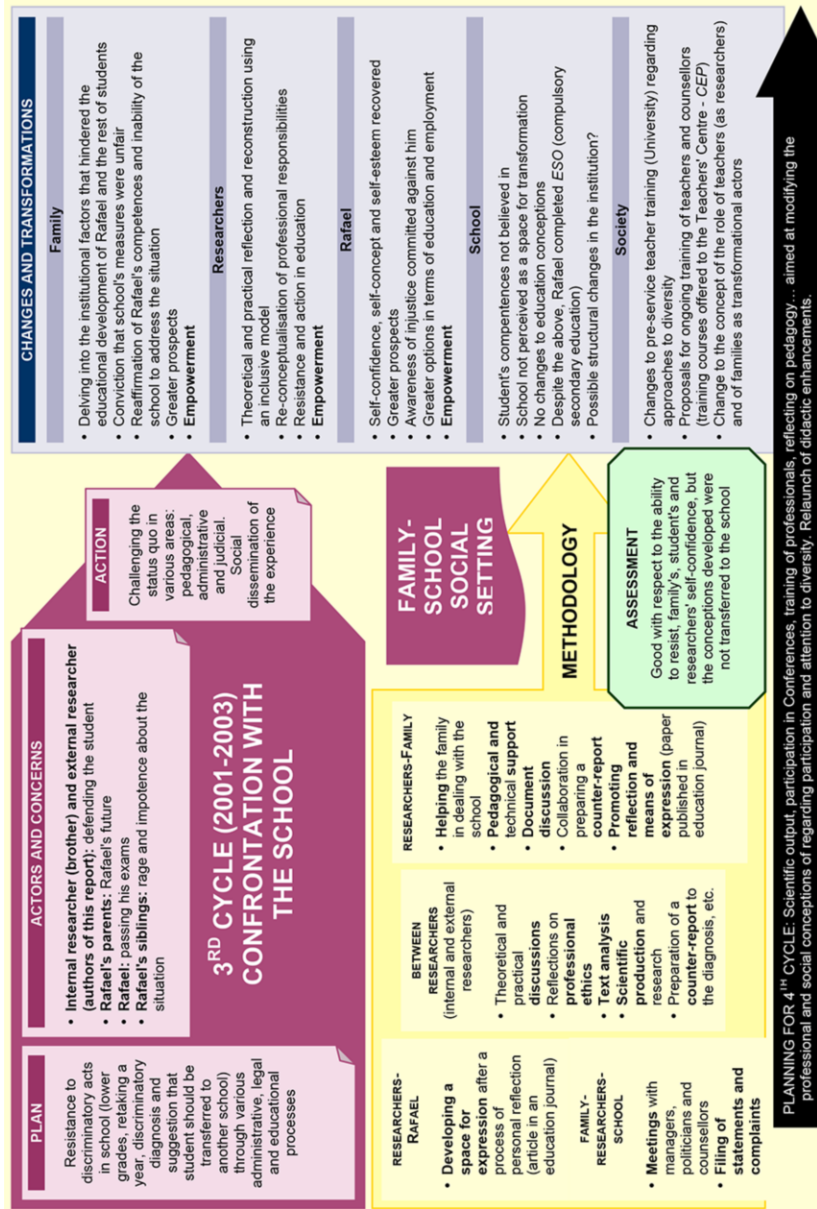 PLAN
Resistance to
discriminatory acts
in school (lower
grades, retaking a
year, discriminatory
diagnosis and
suggestion that
student should be
transferred to
another school)
through various
administrative, legal
and educational
processes
ACTORS AND CONCERNS
• Internal researcher (brother) and external researcher
(authors of this report): defending the student
• Rafael's parents: Rafael's future
• Rafael: passing his exams
• Rafael's siblings: rage and impotence about the
situation
3RD CYCLE (2001-2003)
CONFRONTATION WITH
THE SCHOOL
ACTION
Challenging the
status quo in
various areas:
pedagogical,
administrative
and judicial.
Social
dissemination of
the experience
RESEARCHERS-
RAFAEL
• Developing a
space for
expression after a
process of
personal reflection
(article in an
education journal)
FAMILY-
RESEARCHERS-
SCHOOL
• Meetings with
managers,
politicians and
counsellors
• Filing of
statements and
complaints
BETWEEN
RESEARCHERS
(internal and external
researchers)
• Theoretical and
practical
discussions
• Reflections on
professional
ethics
• Text analysis
• Scientific
production and
research
• Preparation of a
counter-report to
the diagnosis, etc.
RESEARCHERS-FAMILY
• Helping the family
in dealing with the
school
• Pedagogical and
technical support
• Document
discussion
• Collaboration in
preparing a
counter-report
• Promoting
reflection and
means of
expression (paper
published in
education journal)
METHODOLOGY
FAMILY-
SCHOOL
SOCIAL
SETTING
ASSESSMENT
Good with respect to the ability
to resist, family's, student's and
researchers' self-confidence, but
the conceptions developed were
not transferred to the school
CHANGES AND TRANSFORMATIONS
Family
• Delving into the institutional factors that hindered the
educational development of Rafael and the rest of students
• Conviction that school's measures were unfair
• Reaffirmation of Rafael's competences and inability of the
school to address the situation
• Greater prospects
• Empowerment
Researchers
• Theoretical and practical reflection and reconstruction using
an inclusive model
• Re-conceptualisation of professional responsibilities
• Resistance and action in education
• Empowerment
Rafael
• Self-confidence, self-concept and self-esteem recovered
• Greater prospects
• Awareness of injustice committed against him
• Greater options in terms of education and employment
• Empowerment
School
• Student's compentences not believed in
• School not perceived as a space for transformation
• No changes to education conceptions
• Despite the above, Rafael completed ESO (compulsory
secondary education)
• Possible structural changes in the institution?
Society
• Changes to pre-service teacher training (University) regarding
approaches to diversity
• Proposals for ongoing training of teachers and counsellors
(training courses offered to the Teachers' Centre - CEP)
• Change to the concept of the role of teachers (as researchers)
and of families as transformational actors
PLANNING FOR 4TH CYCLE: Scientific output, participation in Conferences, training of professionals, reflecting on pedagogy... aimed at modifying the
professional and social conceptions of regarding participation and attention to diversity. Relaunch of didactic enhancements.